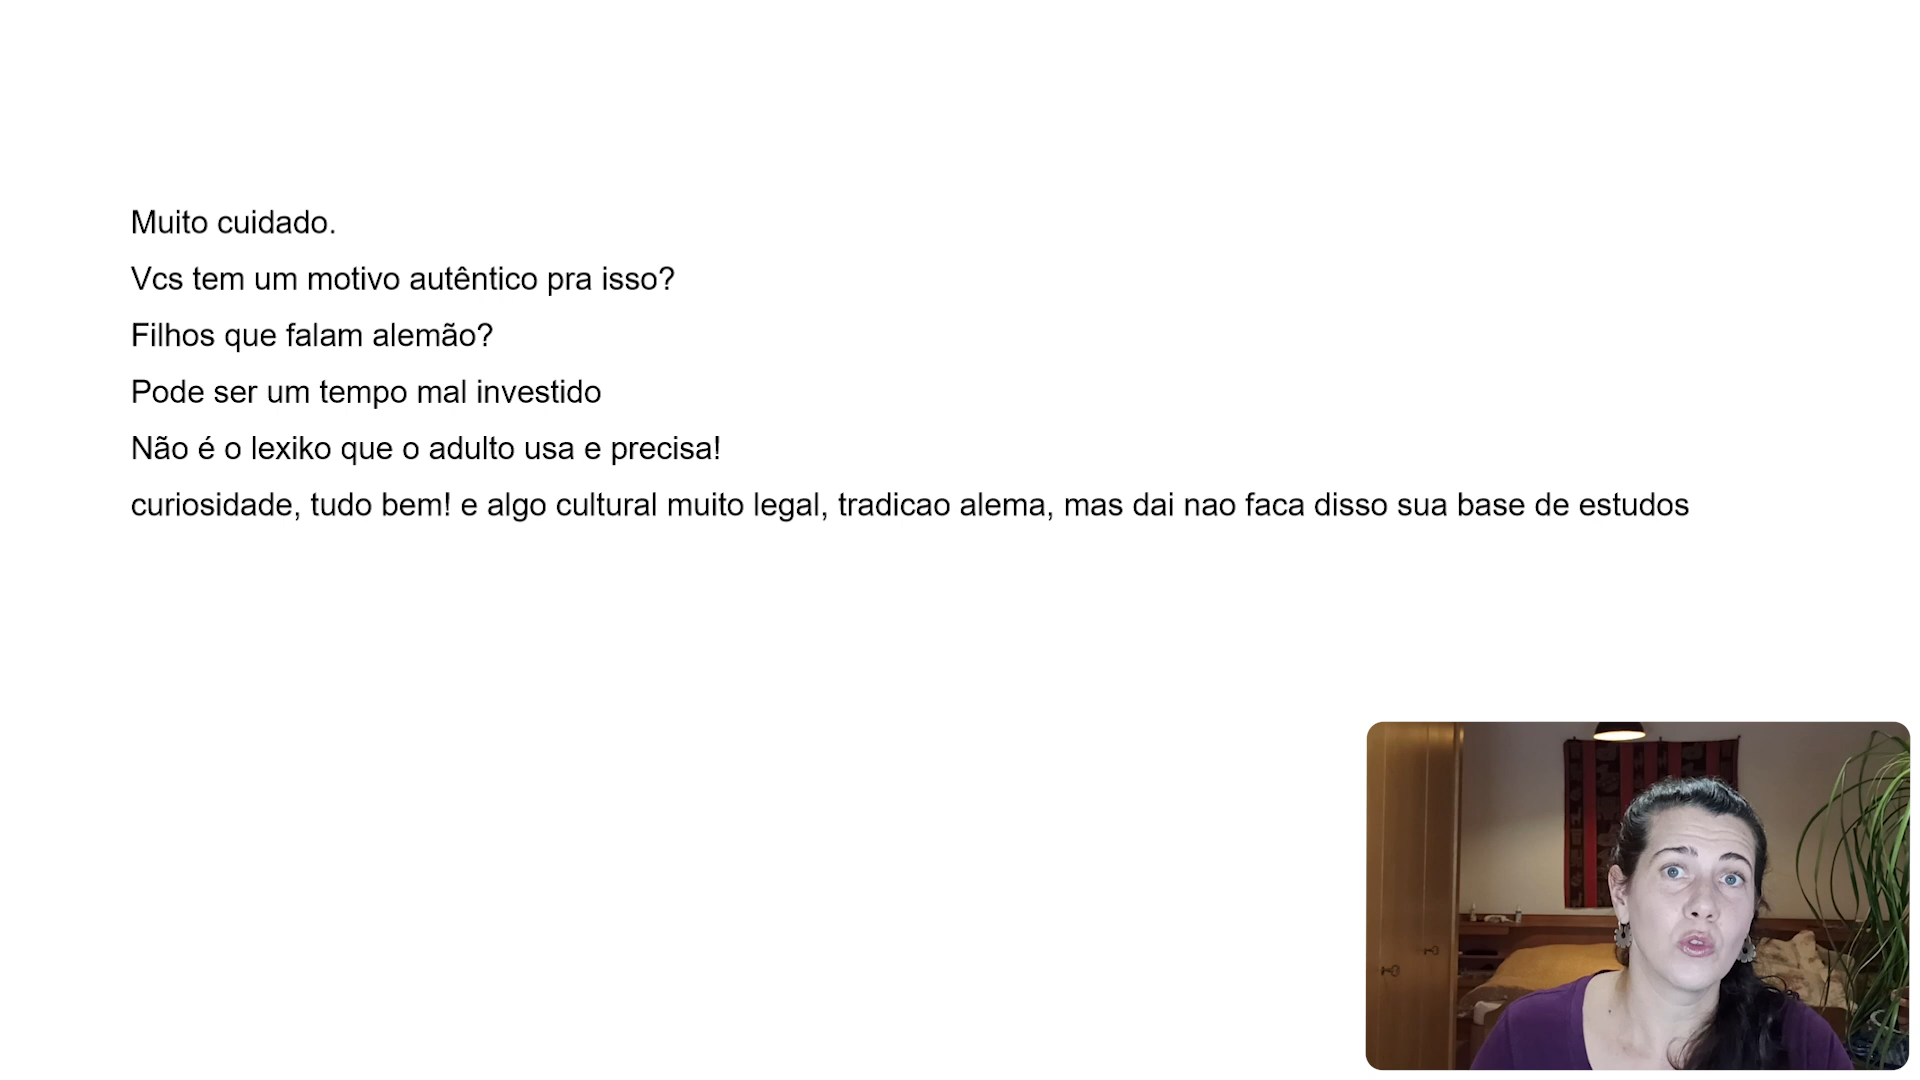 Muito cuidado.
Vcs tem um motivo autêntico pra isso?
Filhos que falam alemão?
Pode ser um tempo mal investido
Não é o lexiko que o adulto usa e precisa!
curiosidade, tudo bem! e algo cultural muito legal, tradicao alema, mas dai nao faca disso sua base de estudos